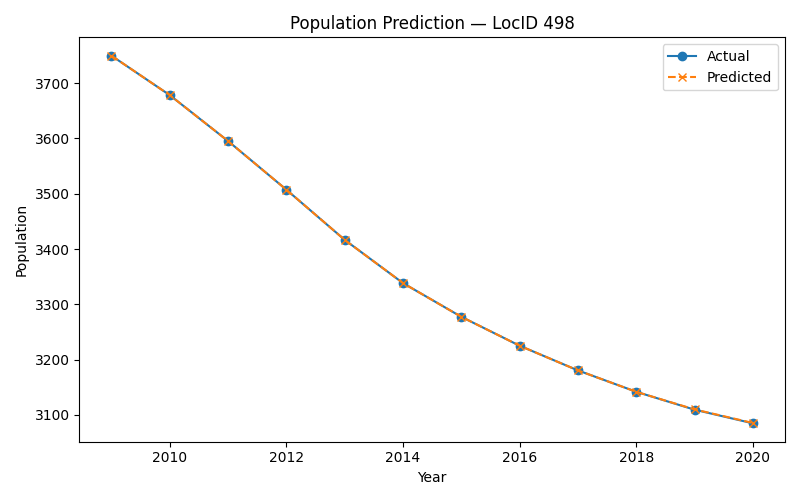 Population Prediction — LocID 498
Actual
Predicted
Population
3700
3600
3500
3400
3300
3200
3100
2010
2012
2014
2016
2018
2020
Year